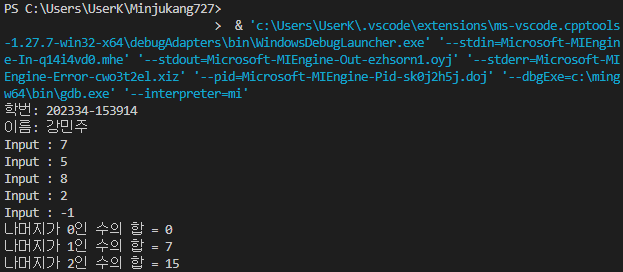 PS C:\Users\UserK\Minjukang727>
> & 'c:\Users\UserK\.vscode\extensions\ms-vscode.cpptools
-1.27.7-win32-x64\debugAdapters\bin\WindowsDebugLauncher.exe' '--stdin=Microsoft-MIEngin
e-In-q14i4vd0.mhe' '--stdout=Microsoft-MIEngine-Out-ezhsorn1.oyj' '--stderr=Microsoft-MI
Engine-Error-cwo3t2el.xiz' '--pid=Microsoft-MIEngine-Pid-sk0j2h5j.doj' '--dbgExe=c:\ming
w64\bin\gdb.exe' '--interpreter=mi'
학번: 202334-153914
이름: 강민주
Input : 7
Input : 5
Input : 8
Input : 2
Input : -1
나머지가 0인 수의 합 = 0
나머지가 1인 수의 합 = 7
나머지가 2인 수의 합 = 15